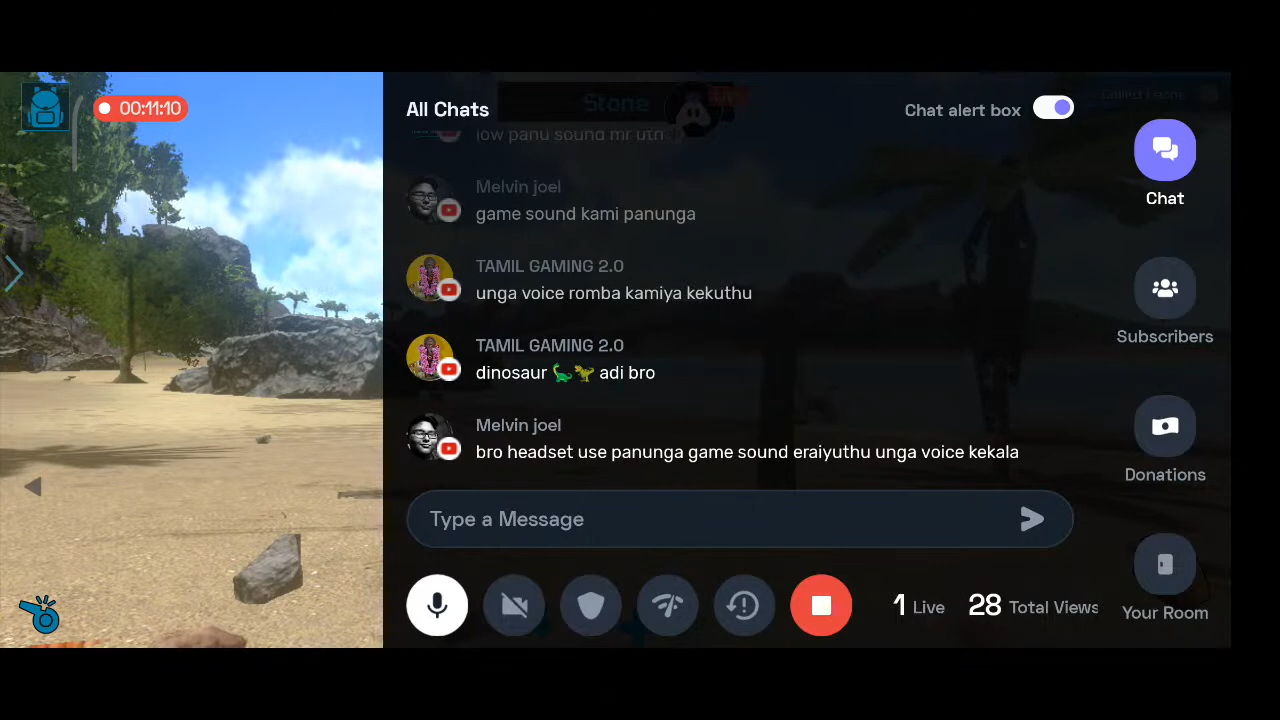 00:11:10
All Chats
Stone
Chat alert box
low panu sound mr uth
Melvin joel
game sound kami panunga
TAMIL GAMING 2.0
unga voice romba kamiya kekuthu
TAMIL GAMING 2.0
dinosaur 🦕🦖 adi bro
Melvin joel
bro headset use panunga game sound eraiyuthu unga voice kekala
Type a Message
1 Live
28 Total Views
Chat
Subscribers
Donations
Your Room